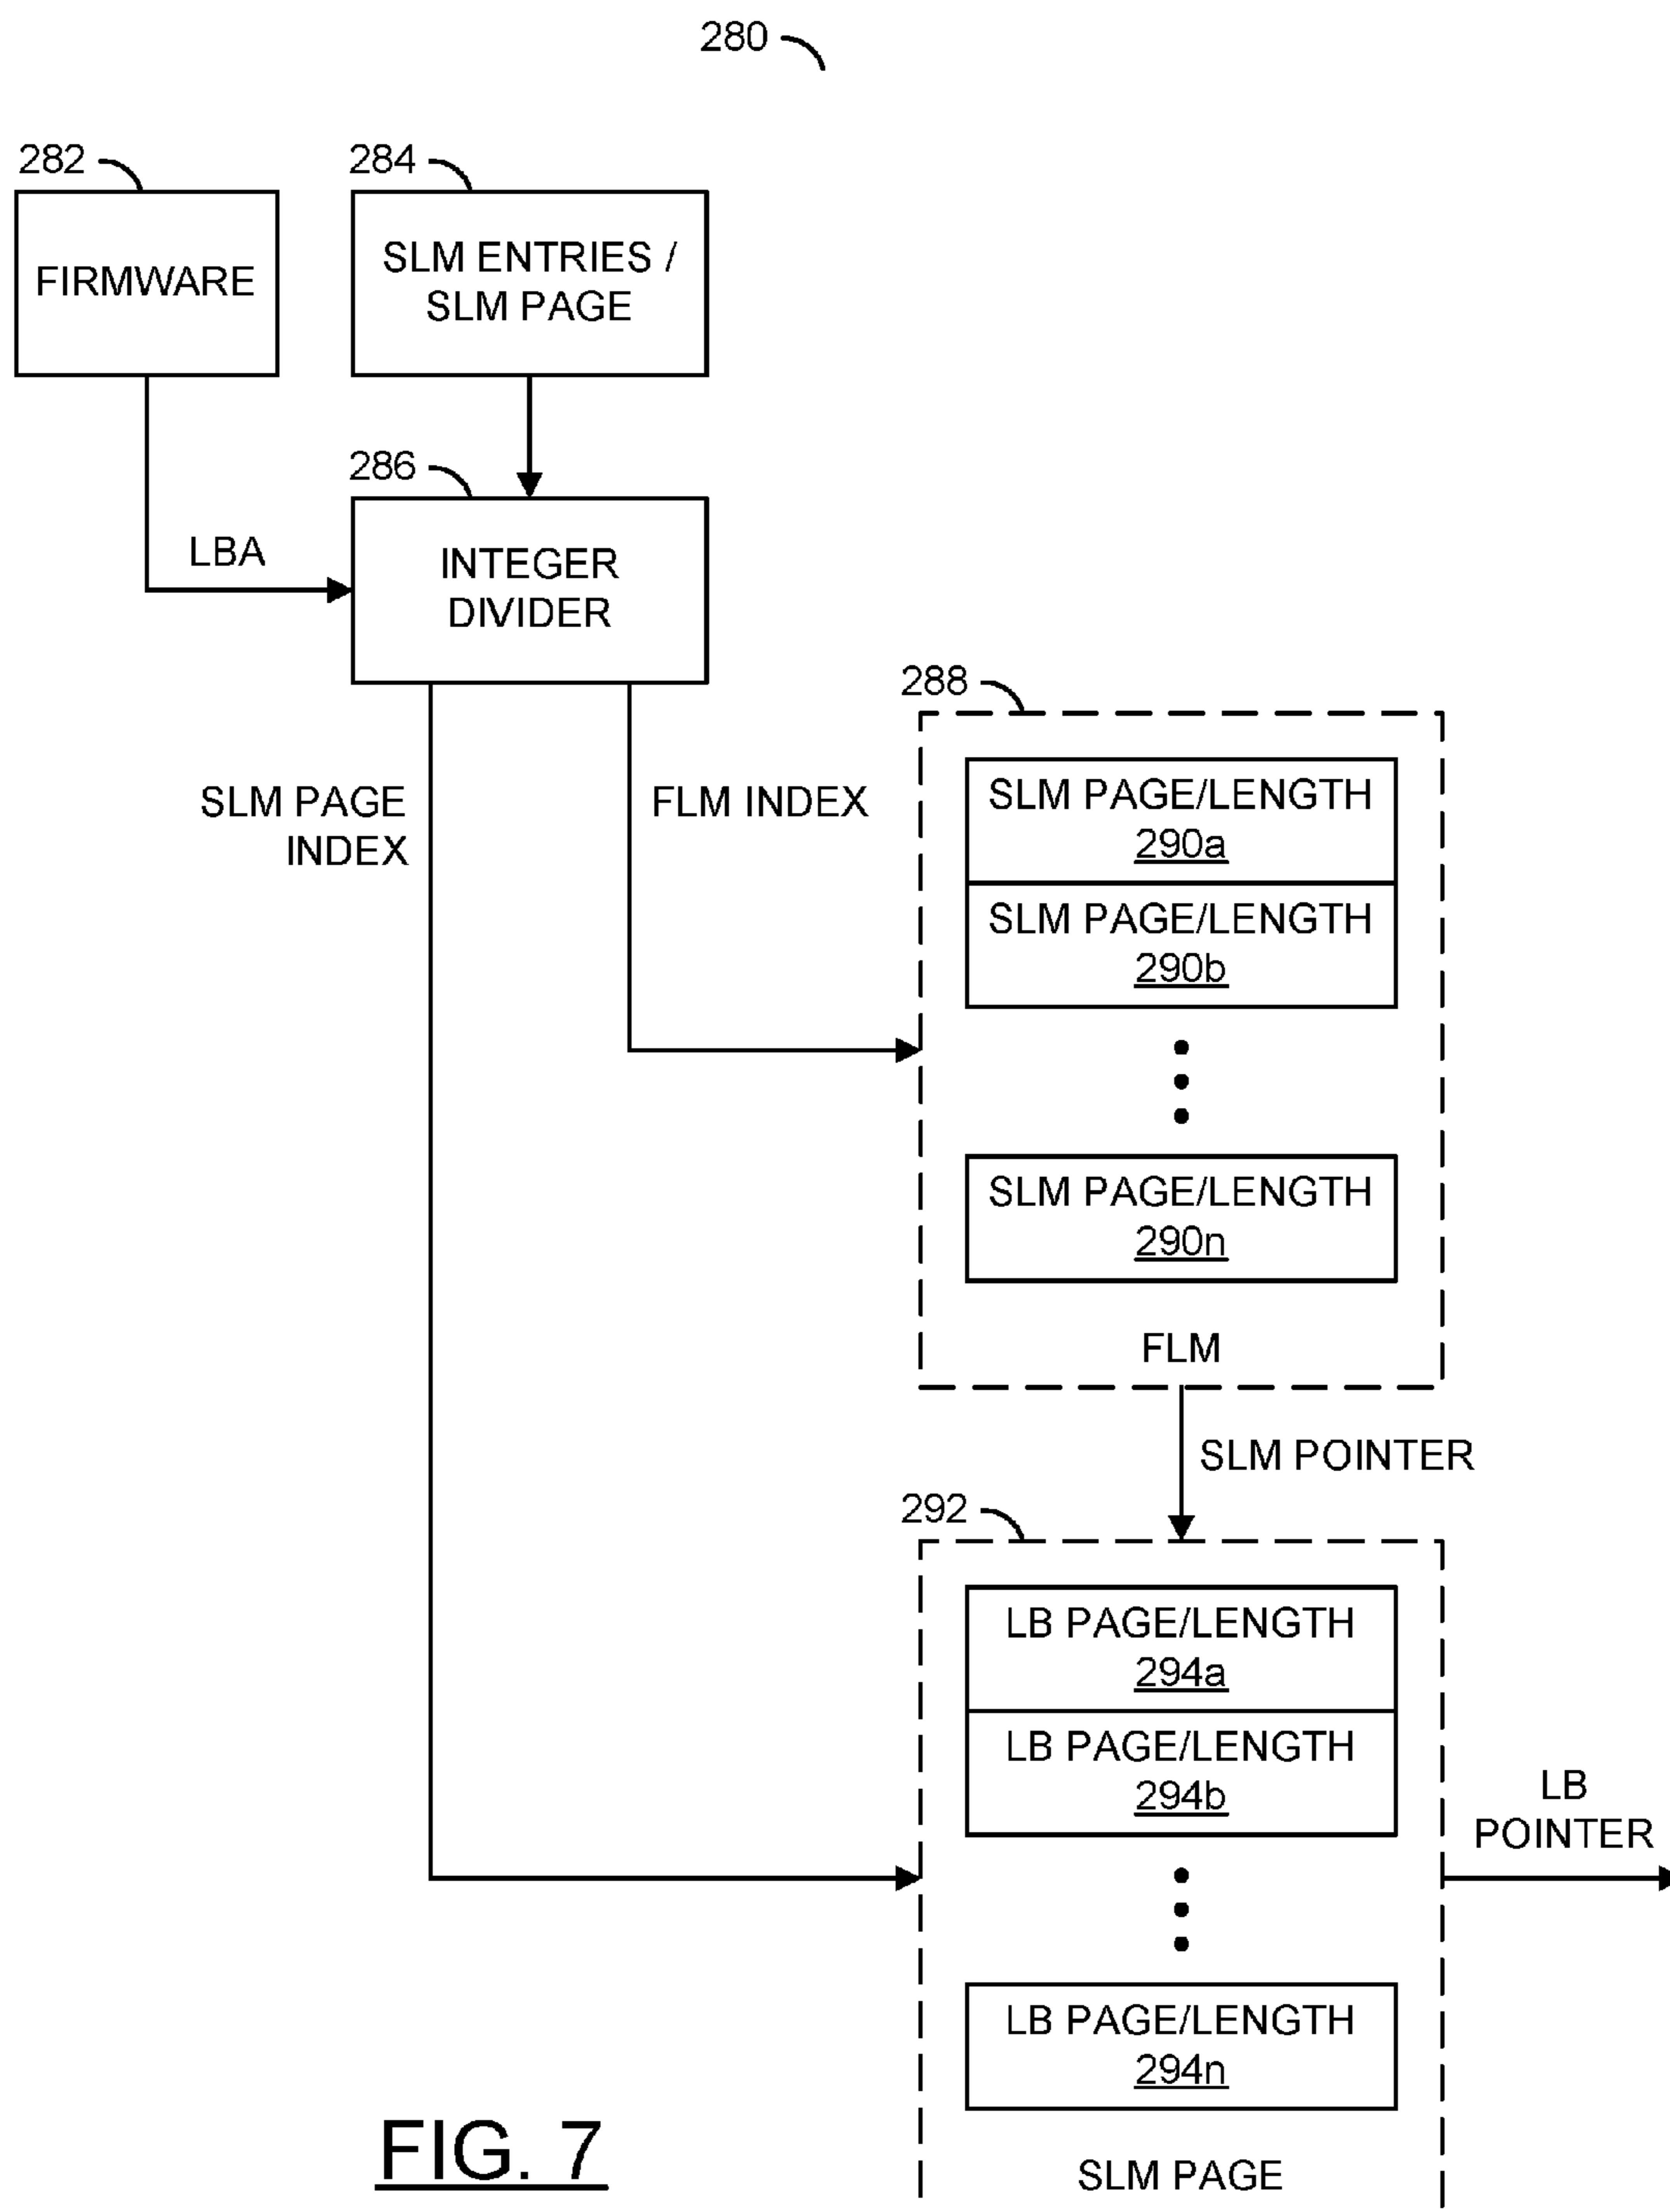 280
282
284
FIRMWARE
SLM ENTRIES /
SLM PAGE
286
LBA
INTEGER
DIVIDER
288
SLM PAGE
INDEX
FLM INDEX
SLM PAGE/LENGTH
290a
SLM PAGE/LENGTH
290b
SLM PAGE/LENGTH
290n
FLM
SLM POINTER
292
LB PAGE/LENGTH
294a
LB PAGE/LENGTH
294b
LB
POINTER
LB PAGE/LENGTH
294n
SLM PAGE
FIG. 7